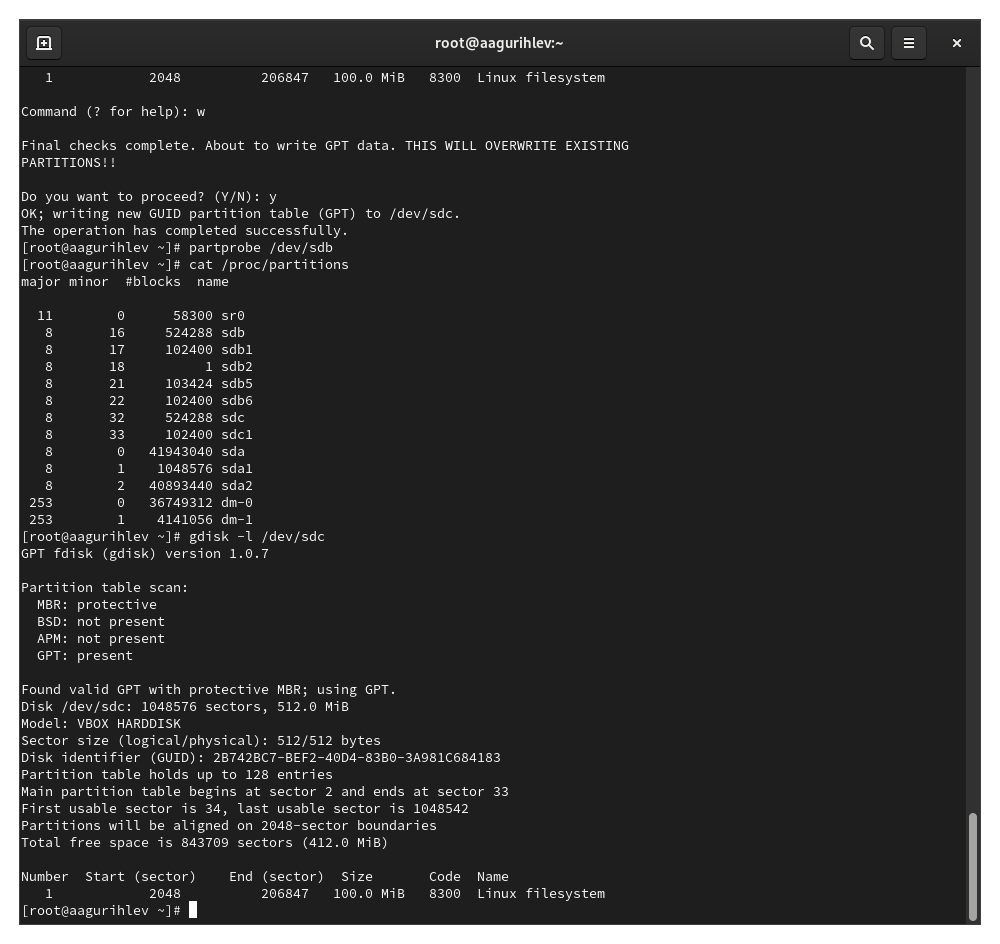 root@aagurihlev:~
1 2048 206847 100.0 MiB 8300 Linux filesystem
Command (? for help): w
Final checks complete. About to write GPT data. THIS WILL OVERWRITE EXISTING
PARTITIONS!!
Do you want to proceed? (Y/N): y
OK; writing new GUID partition table (GPT) to /dev/sdc.
The operation has completed successfully.
[root@aagurihlev ~]# partprobe /dev/sdb
[root@aagurihlev ~]# cat /proc/partitions
major minor  #blocks  name
11 0 58300 sr0
8 16 524288 sdb
8 17 102400 sdb1
8 18 1 sdb2
8 21 103424 sdb5
8 22 102400 sdb6
8 32 524288 sdc
8 33 102400 sdc1
8 0 41943040 sda
8 1 1048576 sda1
8 2 40893440 sda2
253 0 36749312 dm-0
253 1 4141056 dm-1
[root@aagurihlev ~]# gdisk -l /dev/sdc
GPT fdisk (gdisk) version 1.0.7
Partition table scan:
MBR: protective
BSD: not present
APM: not present
GPT: present
Found valid GPT with protective MBR; using GPT.
Disk /dev/sdc: 1048576 sectors, 512.0 MiB
Model: VBOX HARDDISK
Sector size (logical/physical): 512/512 bytes
Disk identifier (GUID): 2B742BC7-BEF2-40D4-83B0-3A981C684183
Partition table holds up to 128 entries
Main partition table begins at sector 2 and ends at sector 33
First usable sector is 34, last usable sector is 1048542
Partitions will be aligned on 2048-sector boundaries
Total free space is 843709 sectors (412.0 MiB)
Number  Start (sector)    End (sector)  Size       Code  Name
1 2048 206847 100.0 MiB 8300 Linux filesystem
[root@aagurihlev ~]#